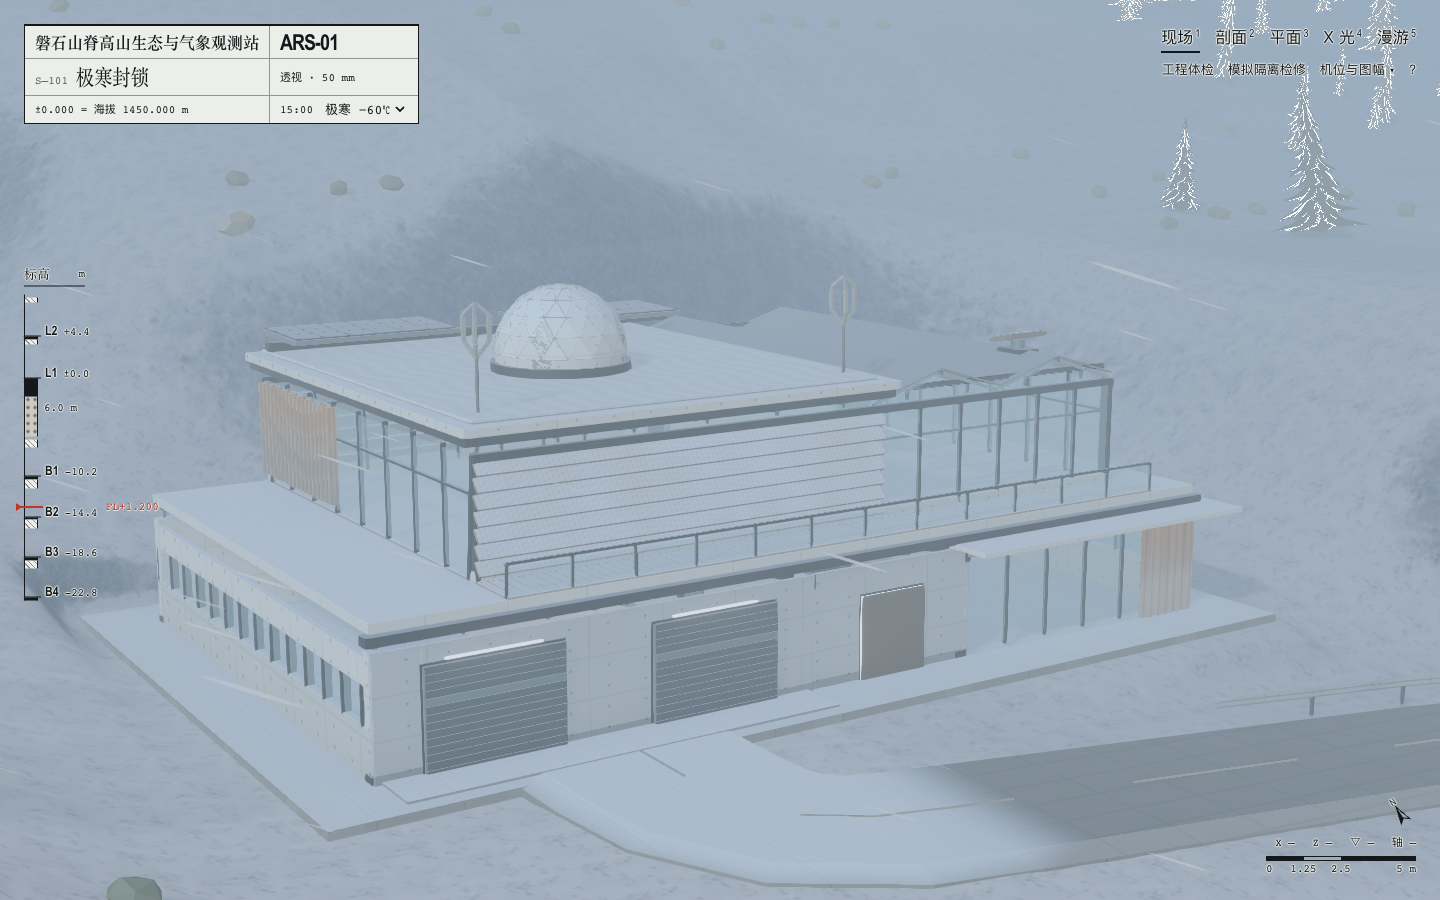 磐石山脊高山生态与气象观测站 ARS-01
S—101 极寒封锁 透视 · 50 mm
±0.000 = 海拔 1450.000 m 15:00 极寒 −60℃
现场1 剖面2 平面3 X 光4 漫游5
工程体检 模拟隔离检修 机位与图幅 ?
标高 m
L2 +4.4
L1 ±0.0
6.0 m
B1 −10.2
FL+1.200
B2 −14.4
B3 −18.6
B4 −22.8
N
x — z — ▽ — 轴 —
0 1.25 2.5 5 m